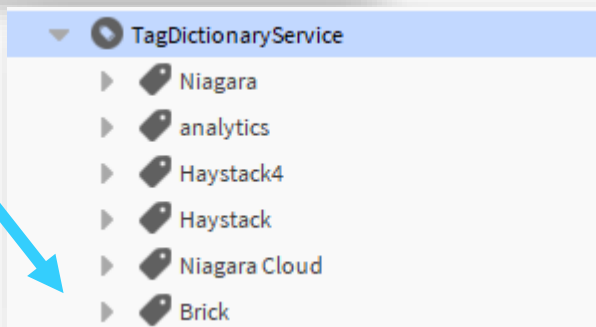 TagDictionaryService
Niagara
analytics
Haystack4
Haystack
Niagara Cloud
Brick